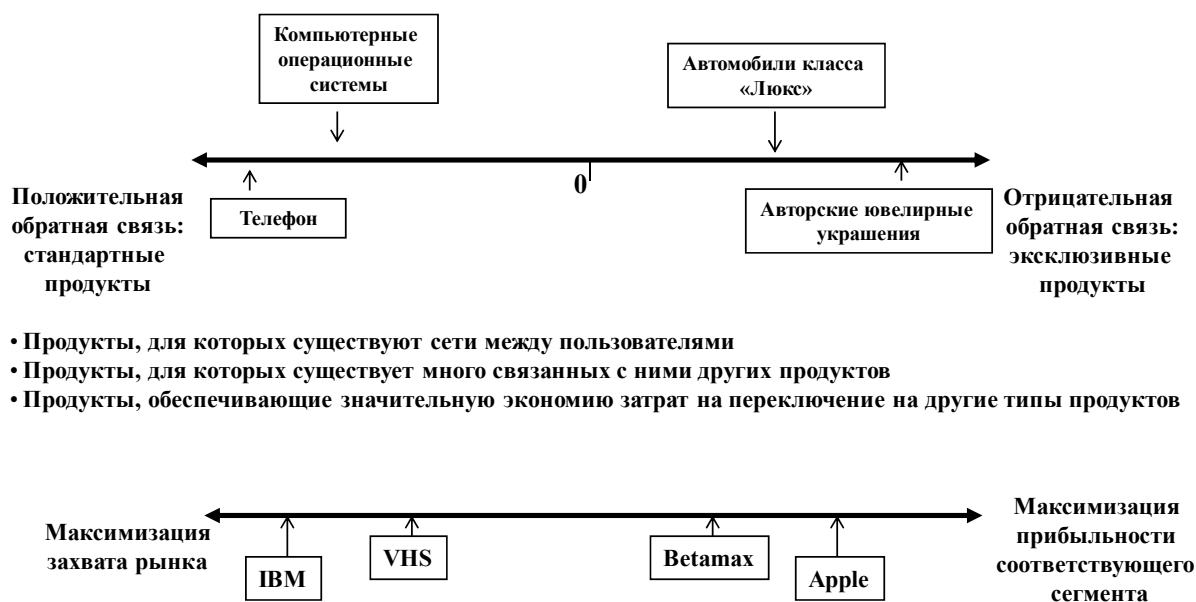 Компьютерные
операционные
системы
Автомобили класса
«Люкс»
0
Положительная
обратная связь:
стандартные
продукты
Телефон
Авторские ювелирные
украшения
Отрицательная
обратная связь:
эксклюзивные
продукты
• Продукты, для которых существуют сети между пользователями
• Продукты, для которых существует много связанных с ними других продуктов
• Продукты, обеспечивающие значительную экономию затрат на переключение на другие типы продуктов
Максимизация
захвата рынка
IBM
VHS
Betamax
Apple
Максимизация
прибыльности
соответствующего
сегмента